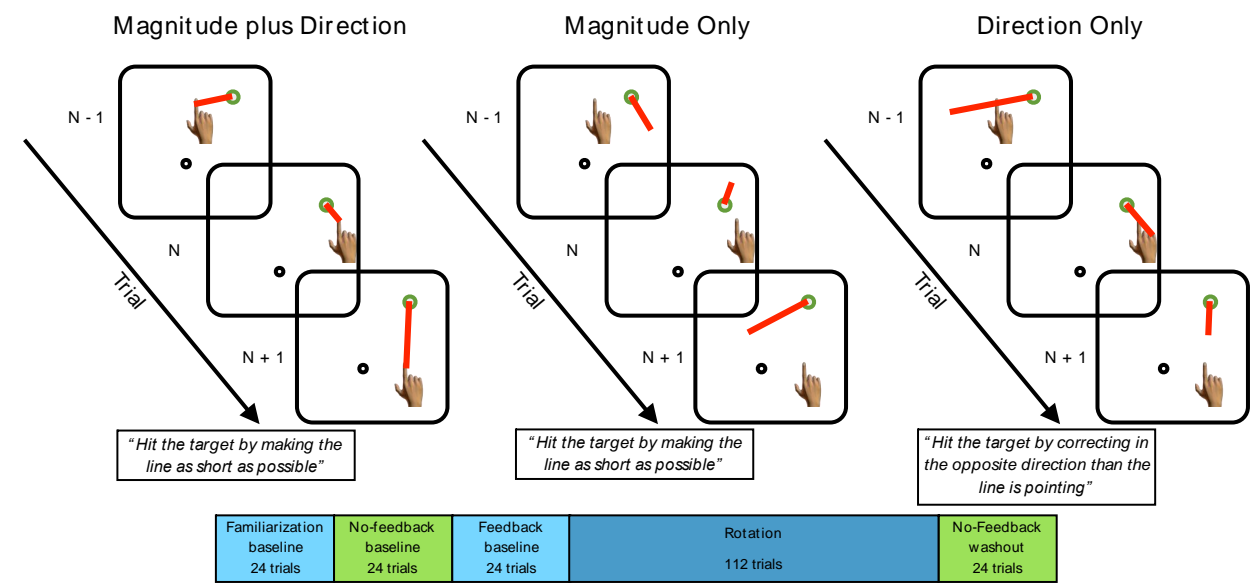 Magnitude plus Direction
Magnitude Only
Direction Only
N - 1
N
N + 1
Trial
"Hit the target by making the
line as short as possible"
N - 1
N
N + 1
Trial
"Hit the target by making the
line as short as possible"
N - 1
N
N + 1
Trial
"Hit the target by correcting in
the opposite direction than the
line is pointing"
Familiarization
baseline
24 trials
No-feedback
baseline
24 trials
Feedback
baseline
24 trials
Rotation
112 trials
No-Feedback
washout
24 trials